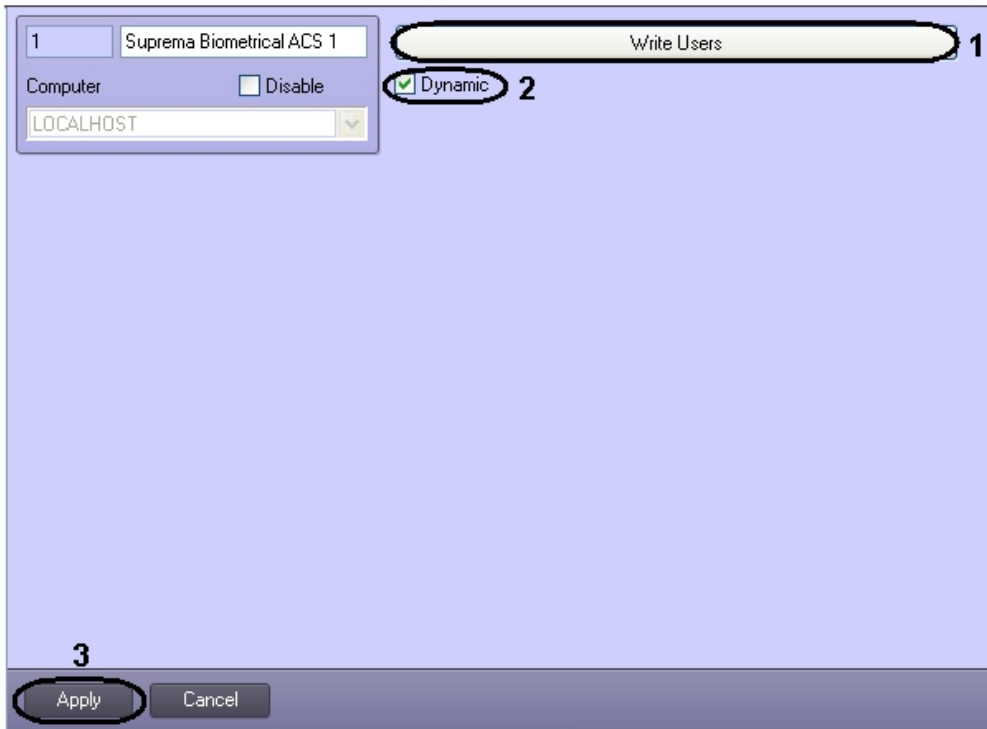 1 Suprema Biometrical ACS 1 Write Users 1
Computer Disable Dynamic 2
LOCALHOST
3
Apply Cancel